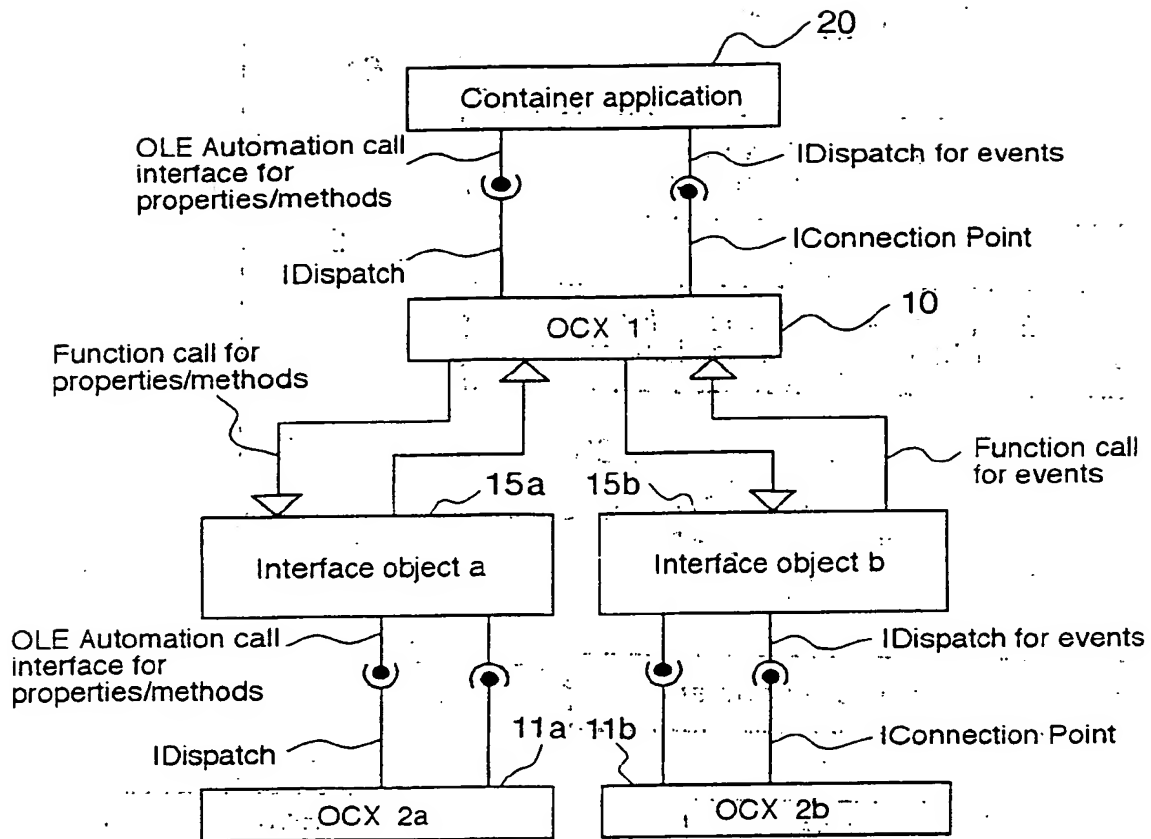 20
Container application
OLE Automation call
interface for
properties/methods
IDispatch for events
IDispatch
IConnection Point
OCX 1
10
Function call for
properties/methods
Function call
for events
15a
15b
Interface object a
Interface object b
OLE Automation call
interface for
properties/methods
IDispatch for events
IDispatch
11a
11b
IConnection Point
OCX 2a
OCX 2b